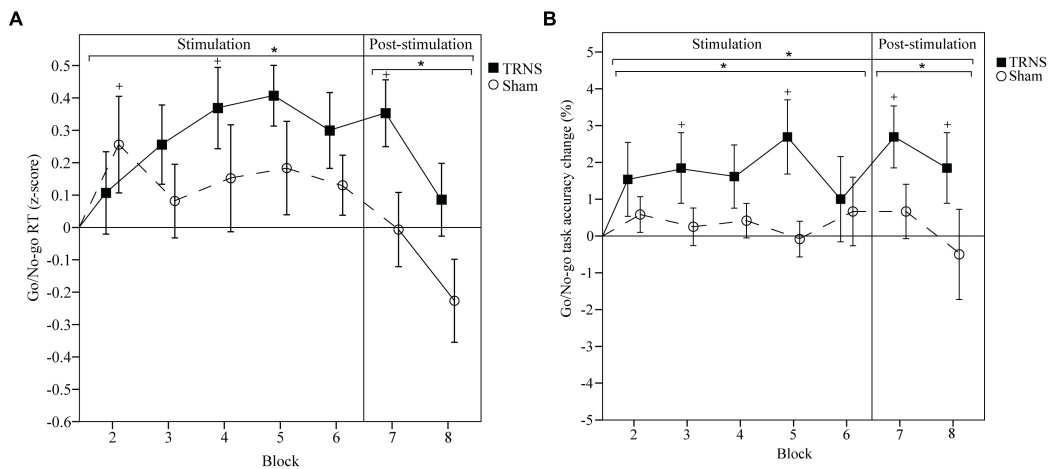 A
Stimulation
Post-stimulation
*
*
+
+
+
TRNS
Sham
Go/No-go RT (z-score)
0.5
0.4
0.3
0.2
0.1
0
-0.1
-0.2
-0.3
-0.4
-0.5
-0.6
2 3 4 5 6 7 8
Block
B
Stimulation
Post-stimulation
*
*
*
+
+
+
+
TRNS
Sham
Go/No-go task accuracy change (%)
5
4
3
2
1
0
-1
-2
-3
-4
-5
2 3 4 5 6 7 8
Block